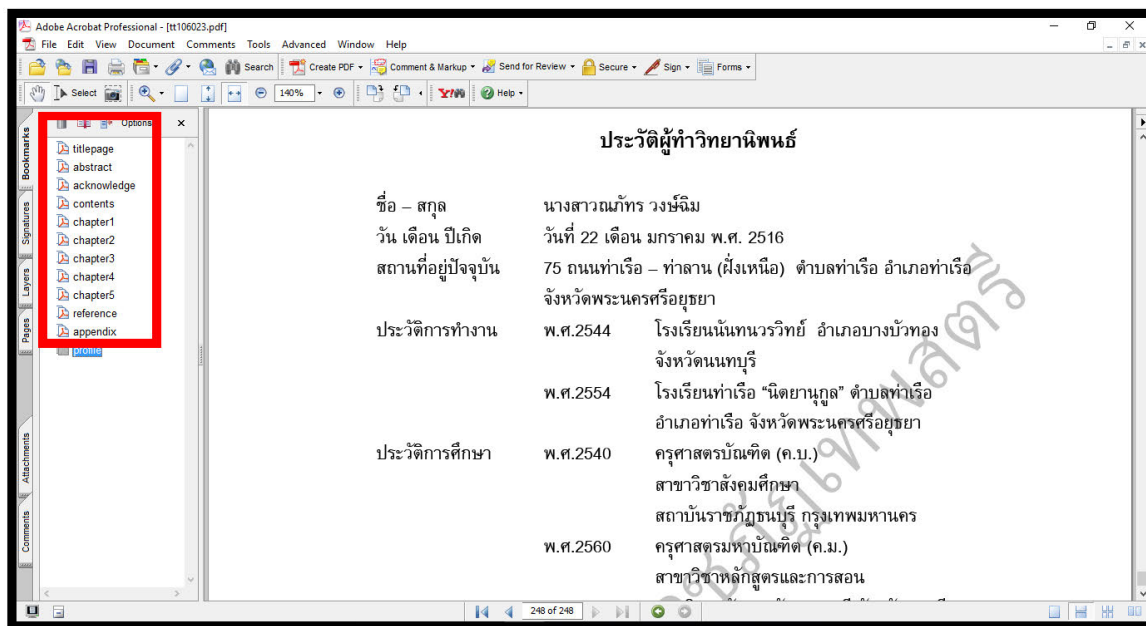 Adobe Acrobat Professional - [tt106023.pdf]
File Edit View Document Comments Tools Advanced Window Help
Search Create PDF Comment & Markup Send for Review Secure Sign Forms
Select 140% Y! Help
Bookmarks
Signatures
Layers
Pages
Attachments
Comments
Options
titlepage
abstract
acknowledge
contents
chapter1
chapter2
chapter3
chapter4
chapter5
reference
appendix
profile
ประวัติผู้ทำวิทยานิพนธ์
ชื่อ – สกุล นางสาวณภัทร วงษ์ฉิม
วัน เดือน ปีเกิด วันที่ 22 เดือน มกราคม พ.ศ. 2516
สถานที่อยู่ปัจจุบัน 75 ถนนท่าเรือ – ท่าลาน (ฝั่งเหนือ) ตำบลท่าเรือ อำเภอท่าเรือ
จังหวัดพระนครศรีอยุธยา
ประวัติการทำงาน พ.ศ.2544 โรงเรียนนันทนวรวิทย์ อำเภอบางบัวทอง
จังหวัดนนทบุรี
พ.ศ.2554 โรงเรียนท่าเรือ “นิตยานุกูล” ตำบลท่าเรือ
อำเภอท่าเรือ จังหวัดพระนครศรีอยุธยา
ประวัติการศึกษา พ.ศ.2540 ครุศาสตรบัณฑิต (ค.บ.)
สาขาวิชาสังคมศึกษา
สถาบันราชภัฏธนบุรี กรุงเทพมหานคร
พ.ศ.2560 ครุศาสตรมหาบัณฑิต (ค.ม.)
สาขาวิชาหลักสูตรและการสอน
ราชภัฏเทพสตรี
248 of 248